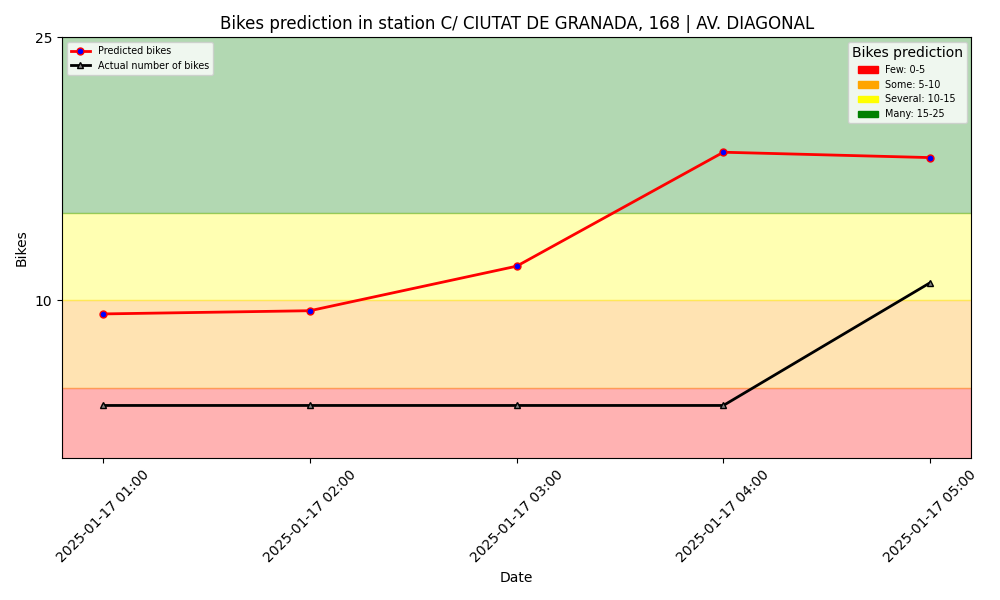 Bikes prediction in station C/ CIUTAT DE GRANADA, 168 | AV. DIAGONAL
25
Predicted bikes
Actual number of bikes
Bikes prediction
Few: 0-5
Some: 5-10
Several: 10-15
Many: 15-25
Bikes
10
2025-01-17 01:00
2025-01-17 02:00
2025-01-17 03:00
2025-01-17 04:00
2025-01-17 05:00
Date